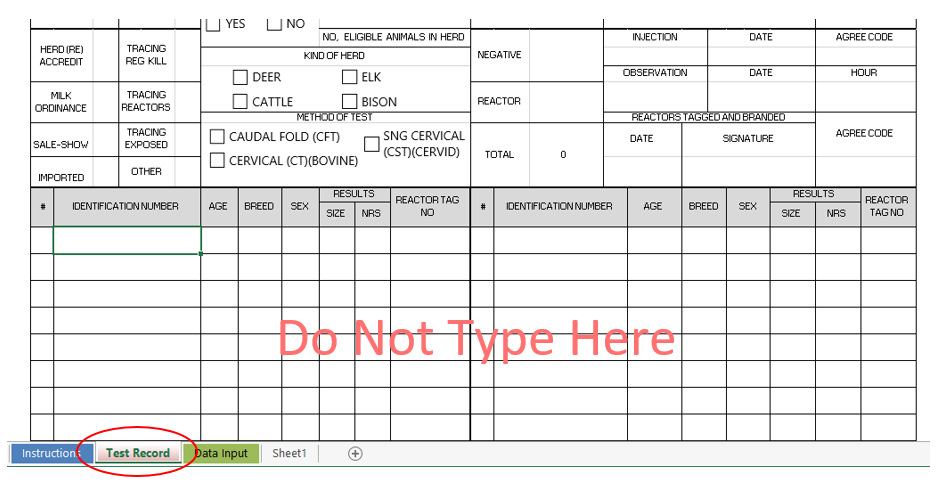 YES NO
NO, ELIGIBLE ANIMALS IN HERD
INJECTION DATE AGREE CODE
HERD (RE) ACCREDIT
TRACING REG KILL
KIND OF HERD
NEGATIVE
DEER ELK
OBSERVATION DATE HOUR
MILK ORDINANCE
TRACING REACTORS
CATTLE BISON
REACTOR
METHOD OF TEST
REACTORS TAGGED AND BRANDED
SALE-SHOW
TRACING EXPOSED
CAUDAL FOLD (CFT)
SNG CERVICAL
(CST)(CERVID)
CERVICAL (CT)(BOVINE)
TOTAL 0
DATE SIGNATURE AGREE CODE
IMPORTED OTHER
# IDENTIFICATION NUMBER AGE BREED SEX RESULTS SIZE NRS REACTOR TAG NO
# IDENTIFICATION NUMBER AGE BREED SEX RESULTS SIZE NRS REACTOR TAG NO
Do Not Type Here
Instructions Test Record Data Input Sheet1